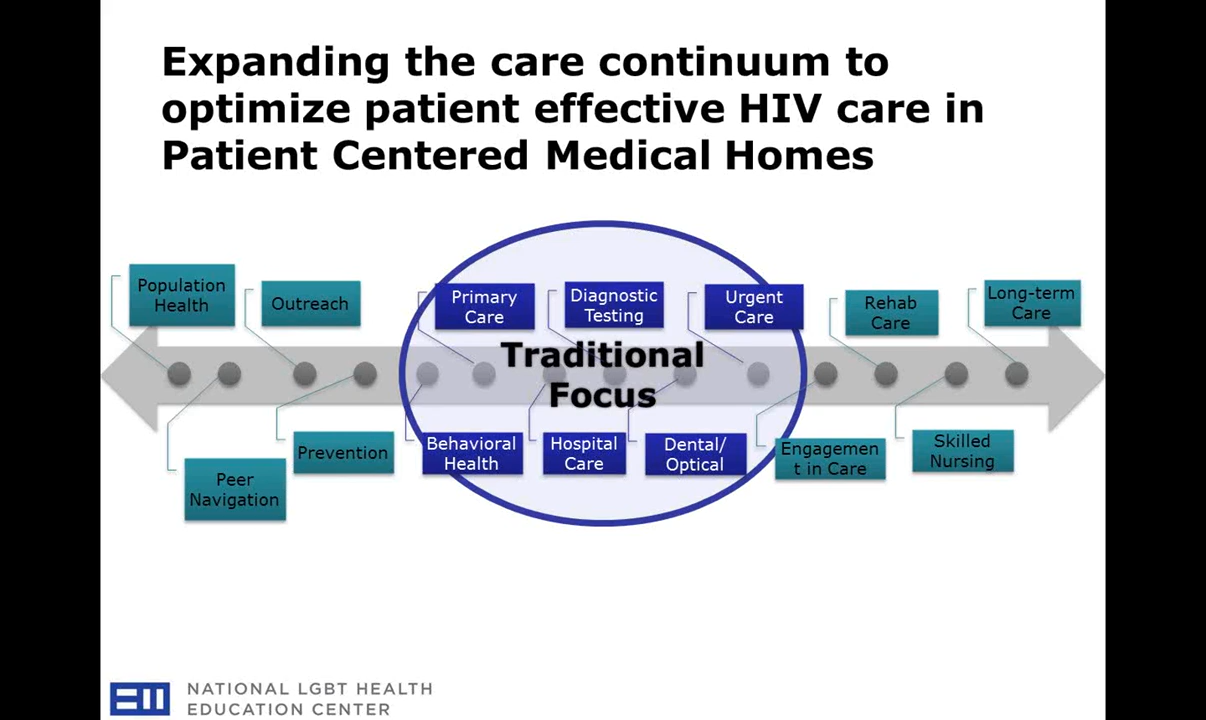 Expanding the care continuum to
optimize patient effective HIV care in
Patient Centered Medical Homes
Population
Health
Outreach
Primary
Care
Diagnostic
Testing
Urgent
Care
Rehab
Care
Long-term
Care
Traditional
Focus
Peer
Navigation
Prevention
Behavioral
Health
Hospital
Care
Dental/
Optical
Engagemen
t in Care
Skilled
Nursing
NATIONAL LGBT HEALTH
EDUCATION CENTER